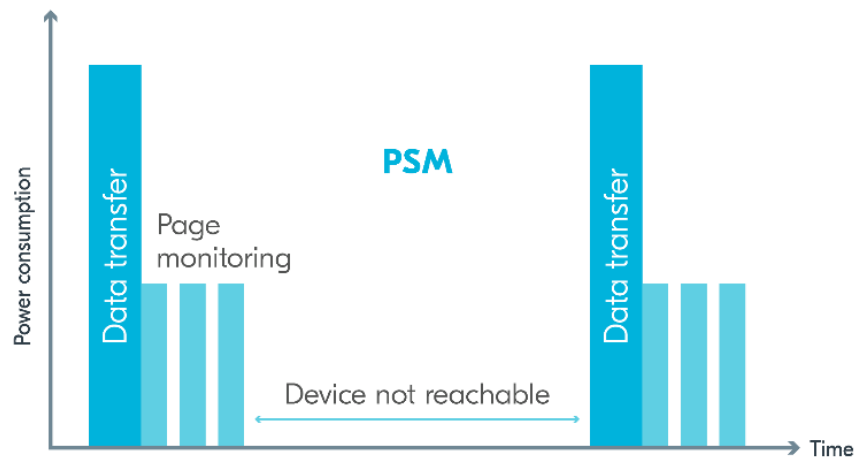 Power consumption
Data transfer
Page
monitoring
PSM
Device not reachable
Data transfer
Time